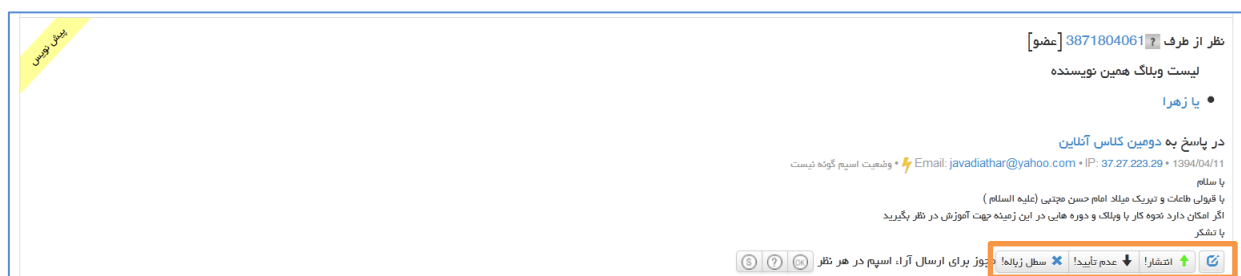 پیش نویس
نظر از طرف ? 3871804061 [عضو]
لیست وبلاگ همین نویسنده
• یا زهرا
در پاسخ به دومین کلاس آنلاین
1394/04/11 • IP: 37.27.223.29 • Email: javadiathar@yahoo.com • وضعیت اسپم گونه نیست
با سلام
با قبولی طاعات و تبریک میلاد امام حسن مجتبی (علیه السلام )
اگر امکان دارد نحوه کار با وبلاگ و دوره هایی در این زمینه جهت آموزش در نظر بگیرید
با تشکر
انتشار! عدم تأیید! سطل زباله! مجوز برای ارسال آراء اسپم در هر نظر OK ? S